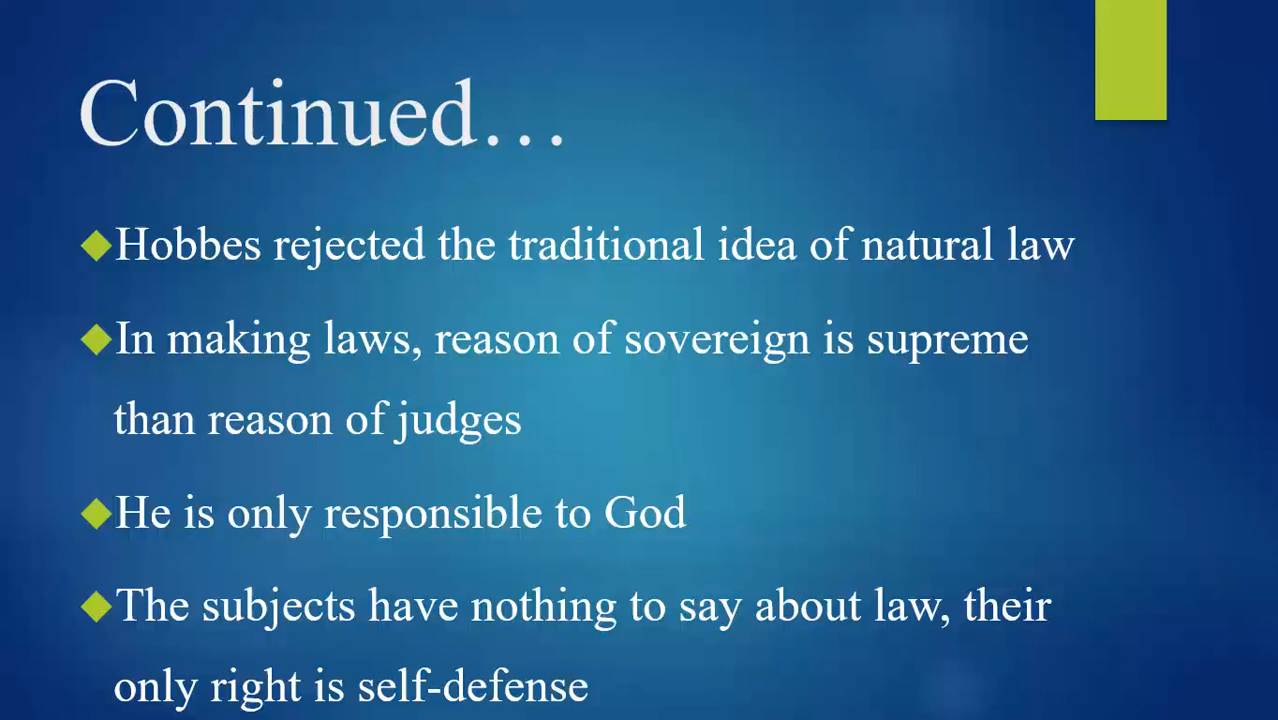 Continued…
Hobbes rejected the traditional idea of natural law
In making laws, reason of sovereign is supreme
than reason of judges
He is only responsible to God
The subjects have nothing to say about law, their
only right is self-defense